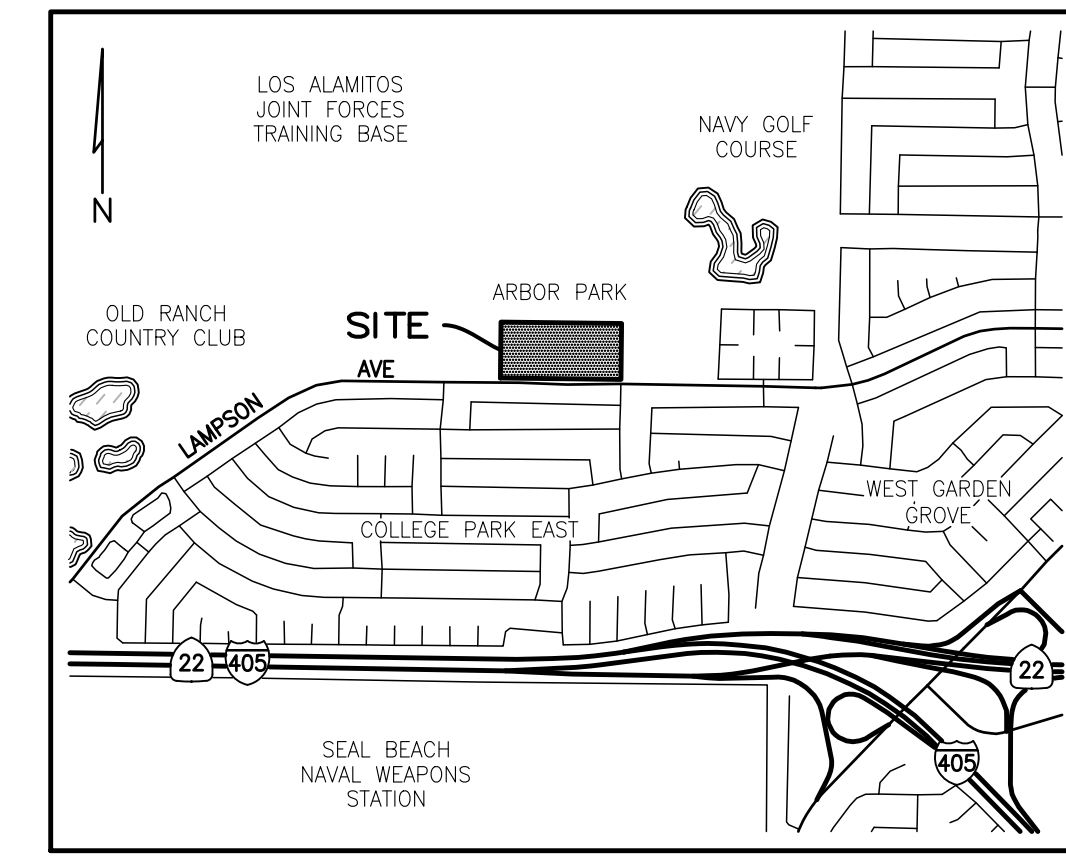 LOS ALAMITOS
JOINT FORCES
TRAINING BASE
NAVY GOLF
COURSE
N
ARBOR PARK
OLD RANCH
COUNTRY CLUB
SITE
AVE
LAMPSON
WEST GARDEN
GROVE
COLLEGE PARK EAST
22
405
22
SEAL BEACH
NAVAL WEAPONS
STATION
405